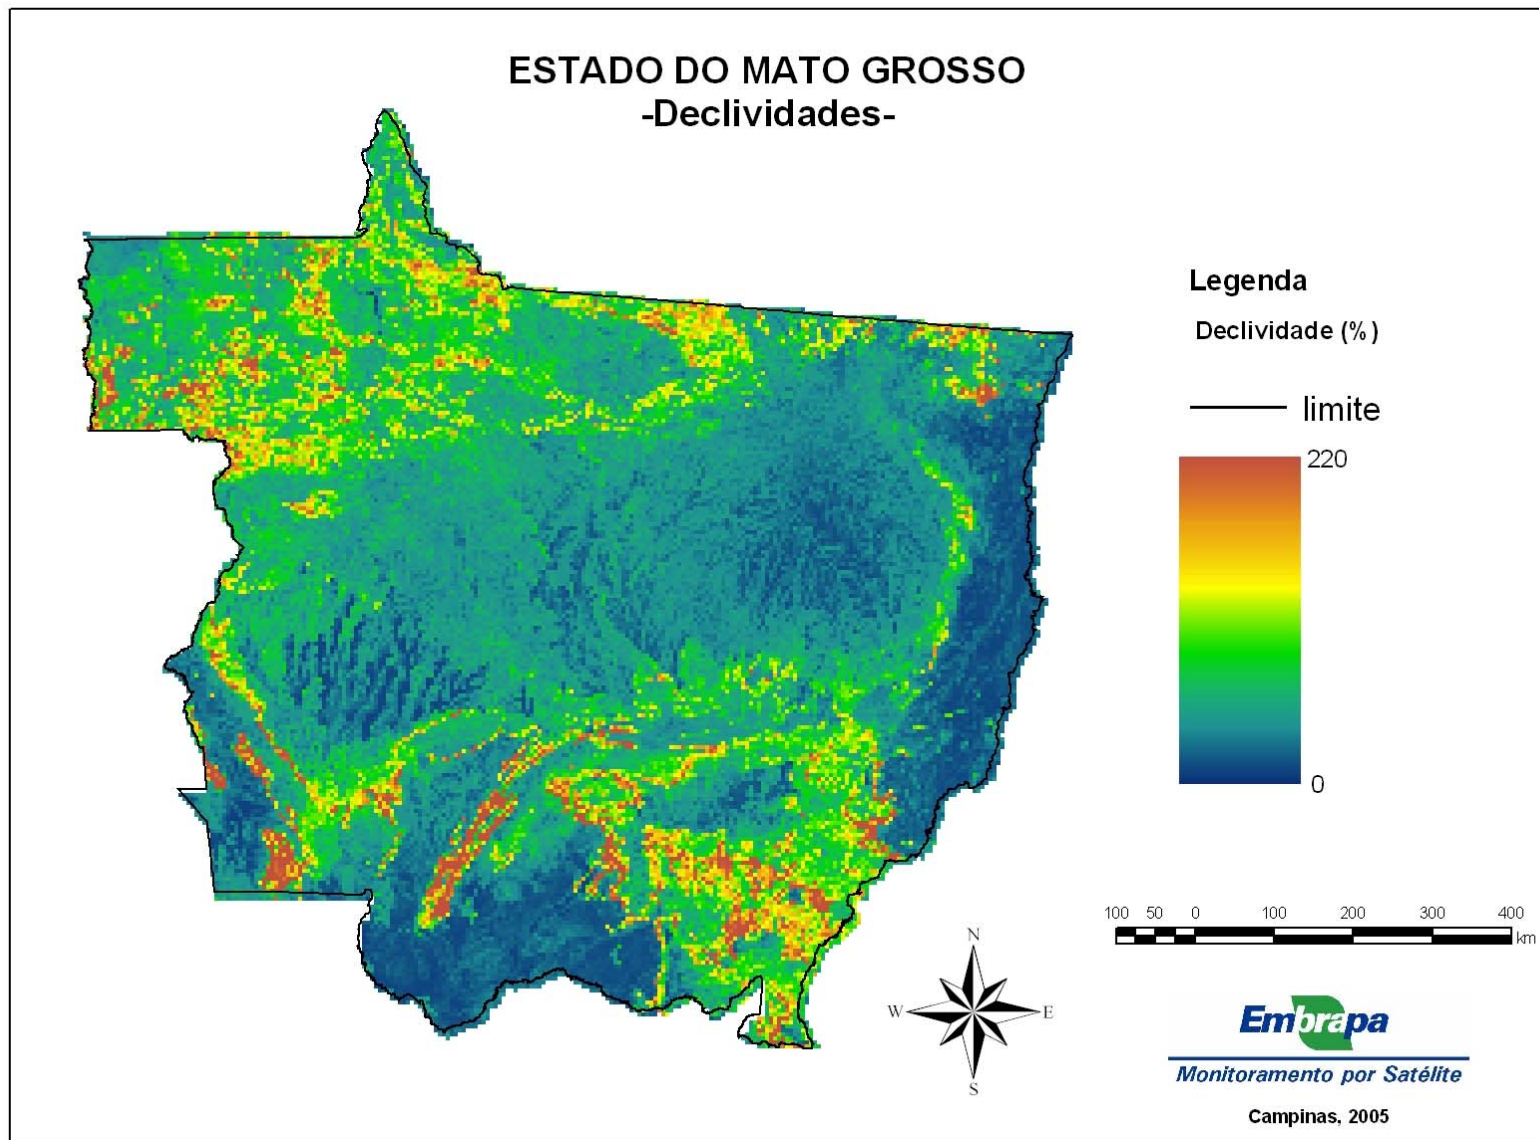 ESTADO DO MATO GROSSO
-Declividades-
Legenda
Declividade (%)
limite
220
0
100 50 0 100 200 300 400
km
N
W E
S
Embrapa
Monitoramento por Satélite
Campinas, 2005